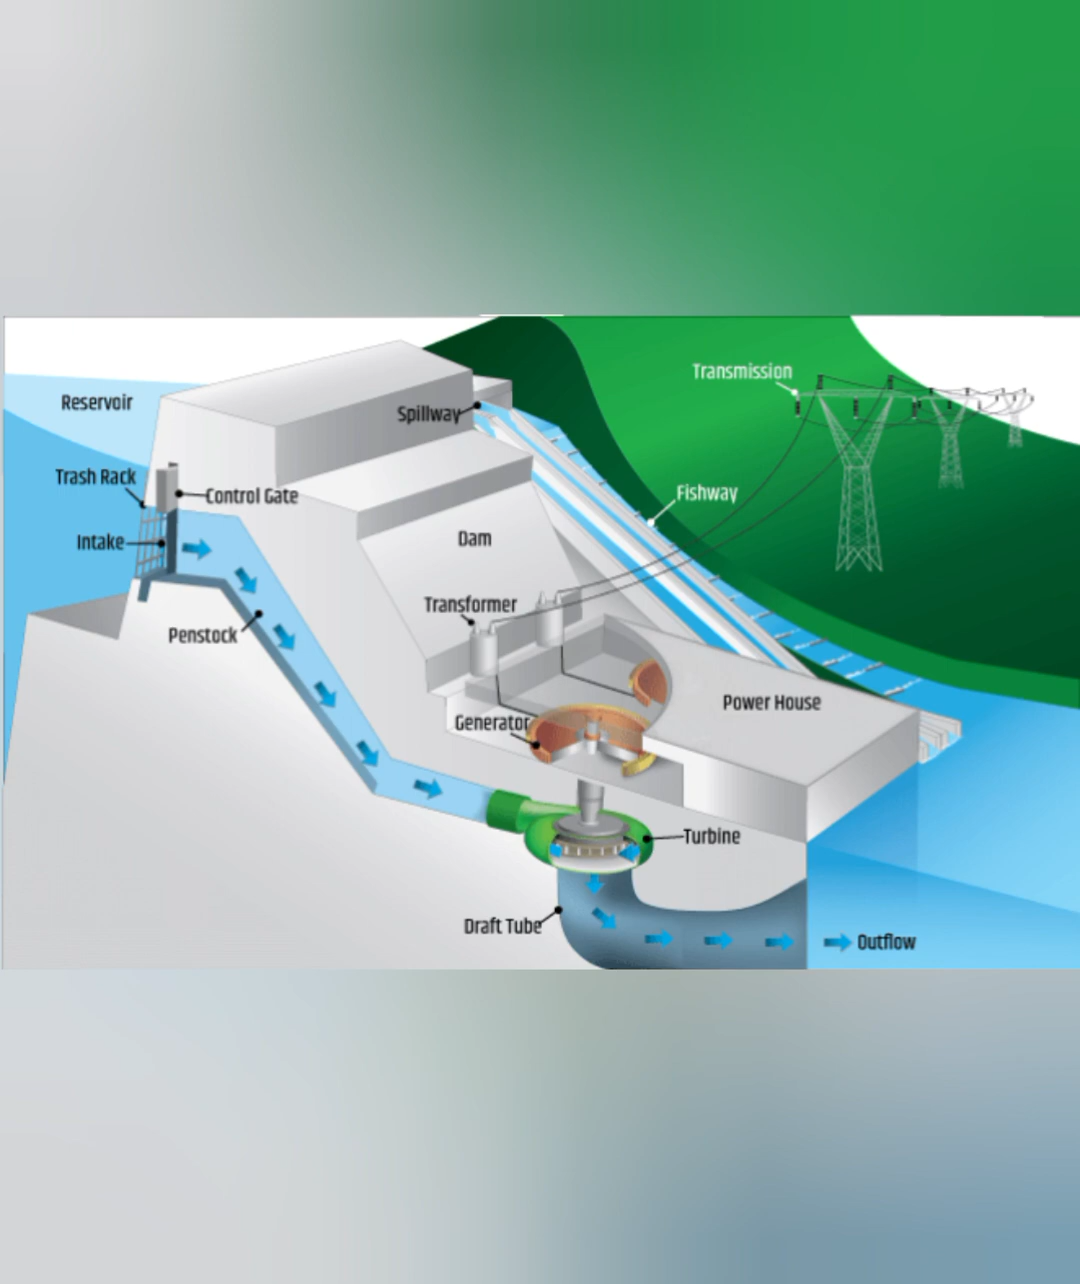 Transmission
Reservoir
Spillway
Trash Rack
Control Gate
Fishway
Intake
Dam
Transformer
Penstock
Power House
Generator
Turbine
Draft Tube
Outflow